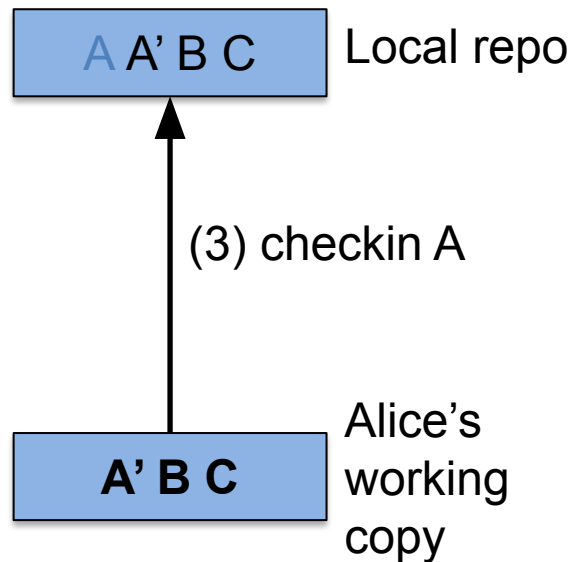 A A’ B C
Local repo
(3) checkin A
A’ B C
Alice’s
working
copy